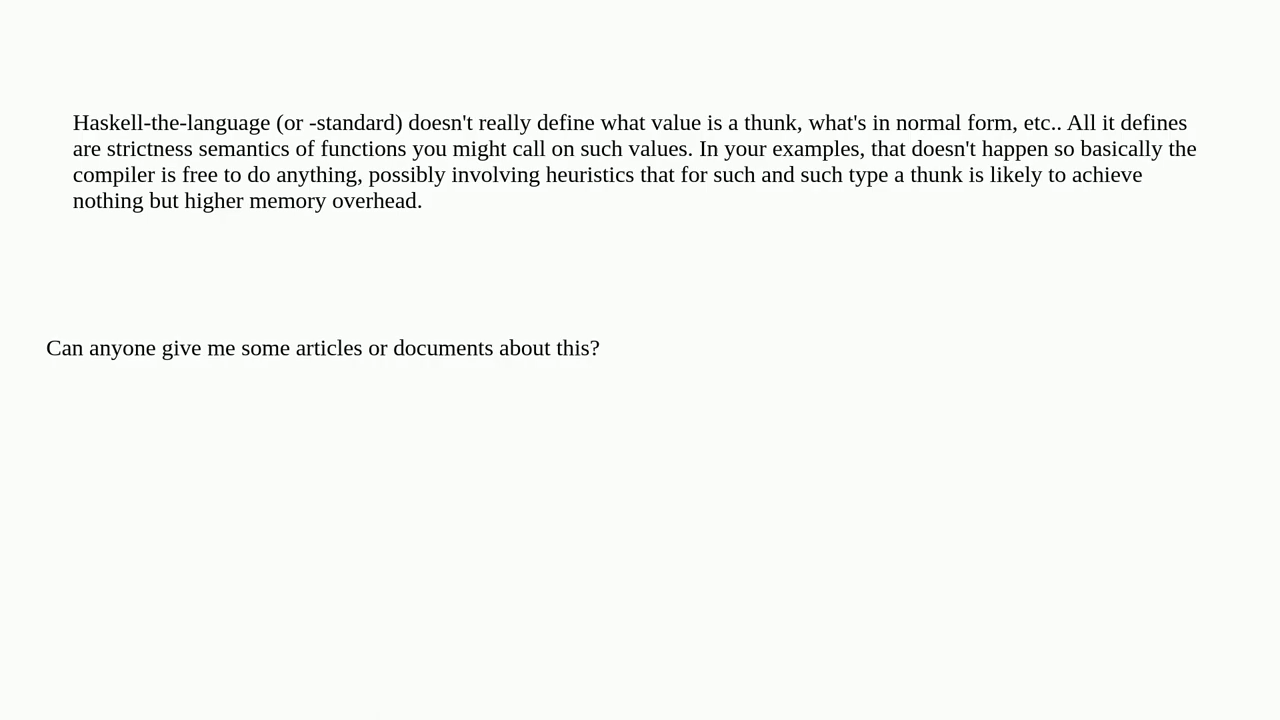 Haskell-the-language (or -standard) doesn't really define what value is a thunk, what's in normal form, etc.. All it defines
are strictness semantics of functions you might call on such values. In your examples, that doesn't happen so basically the
compiler is free to do anything, possibly involving heuristics that for such and such type a thunk is likely to achieve
nothing but higher memory overhead.
Can anyone give me some articles or documents about this?